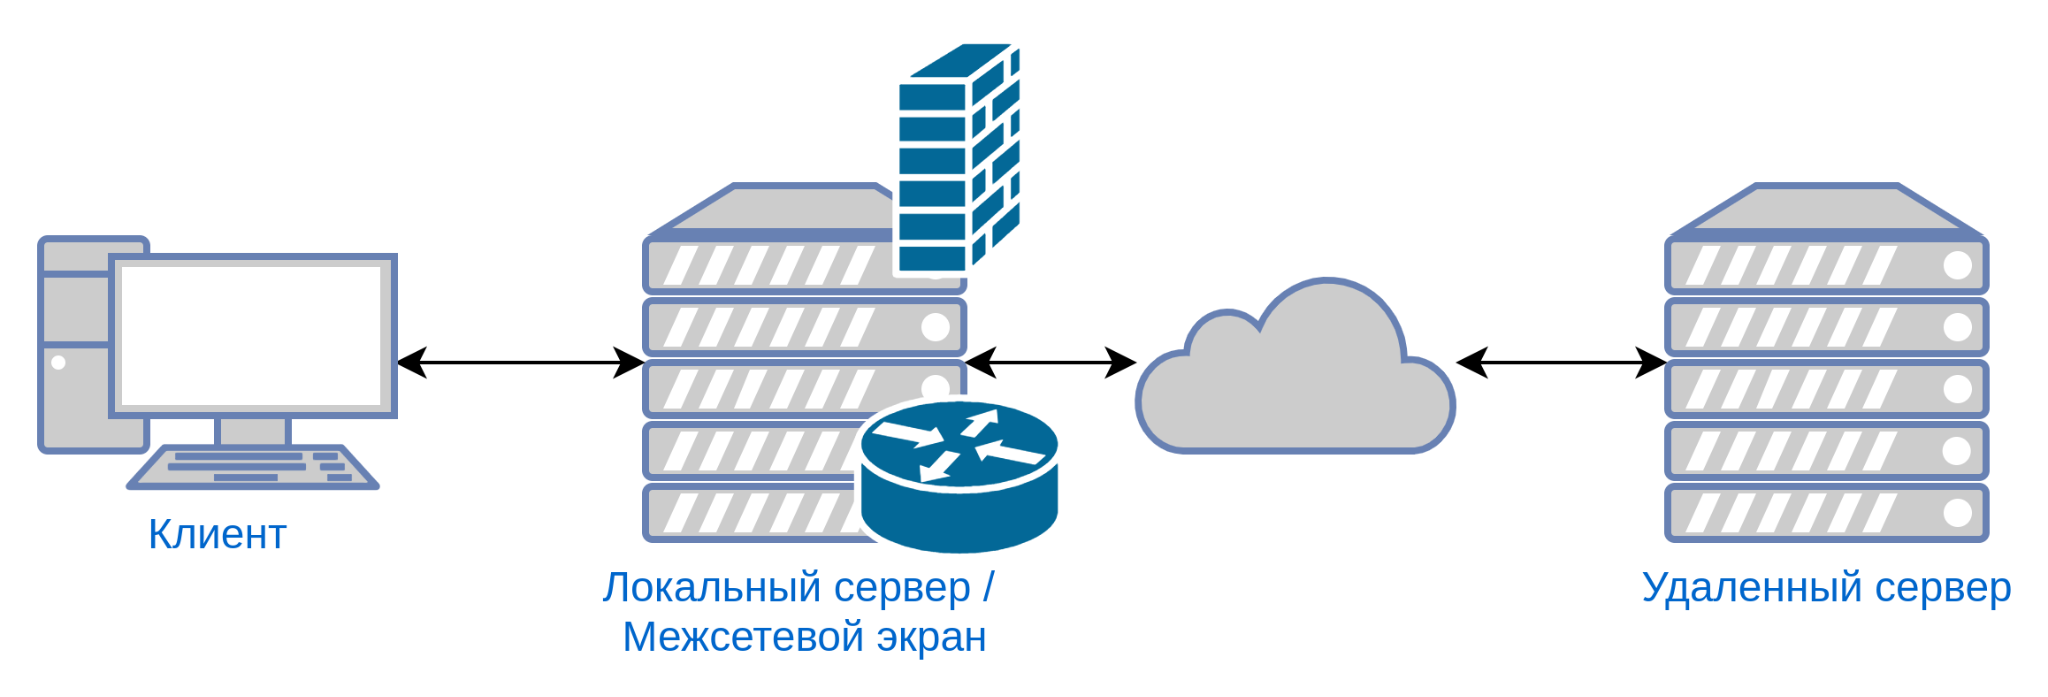 Клиент
Локальный сервер /
Межсетевой экран
Удаленный сервер